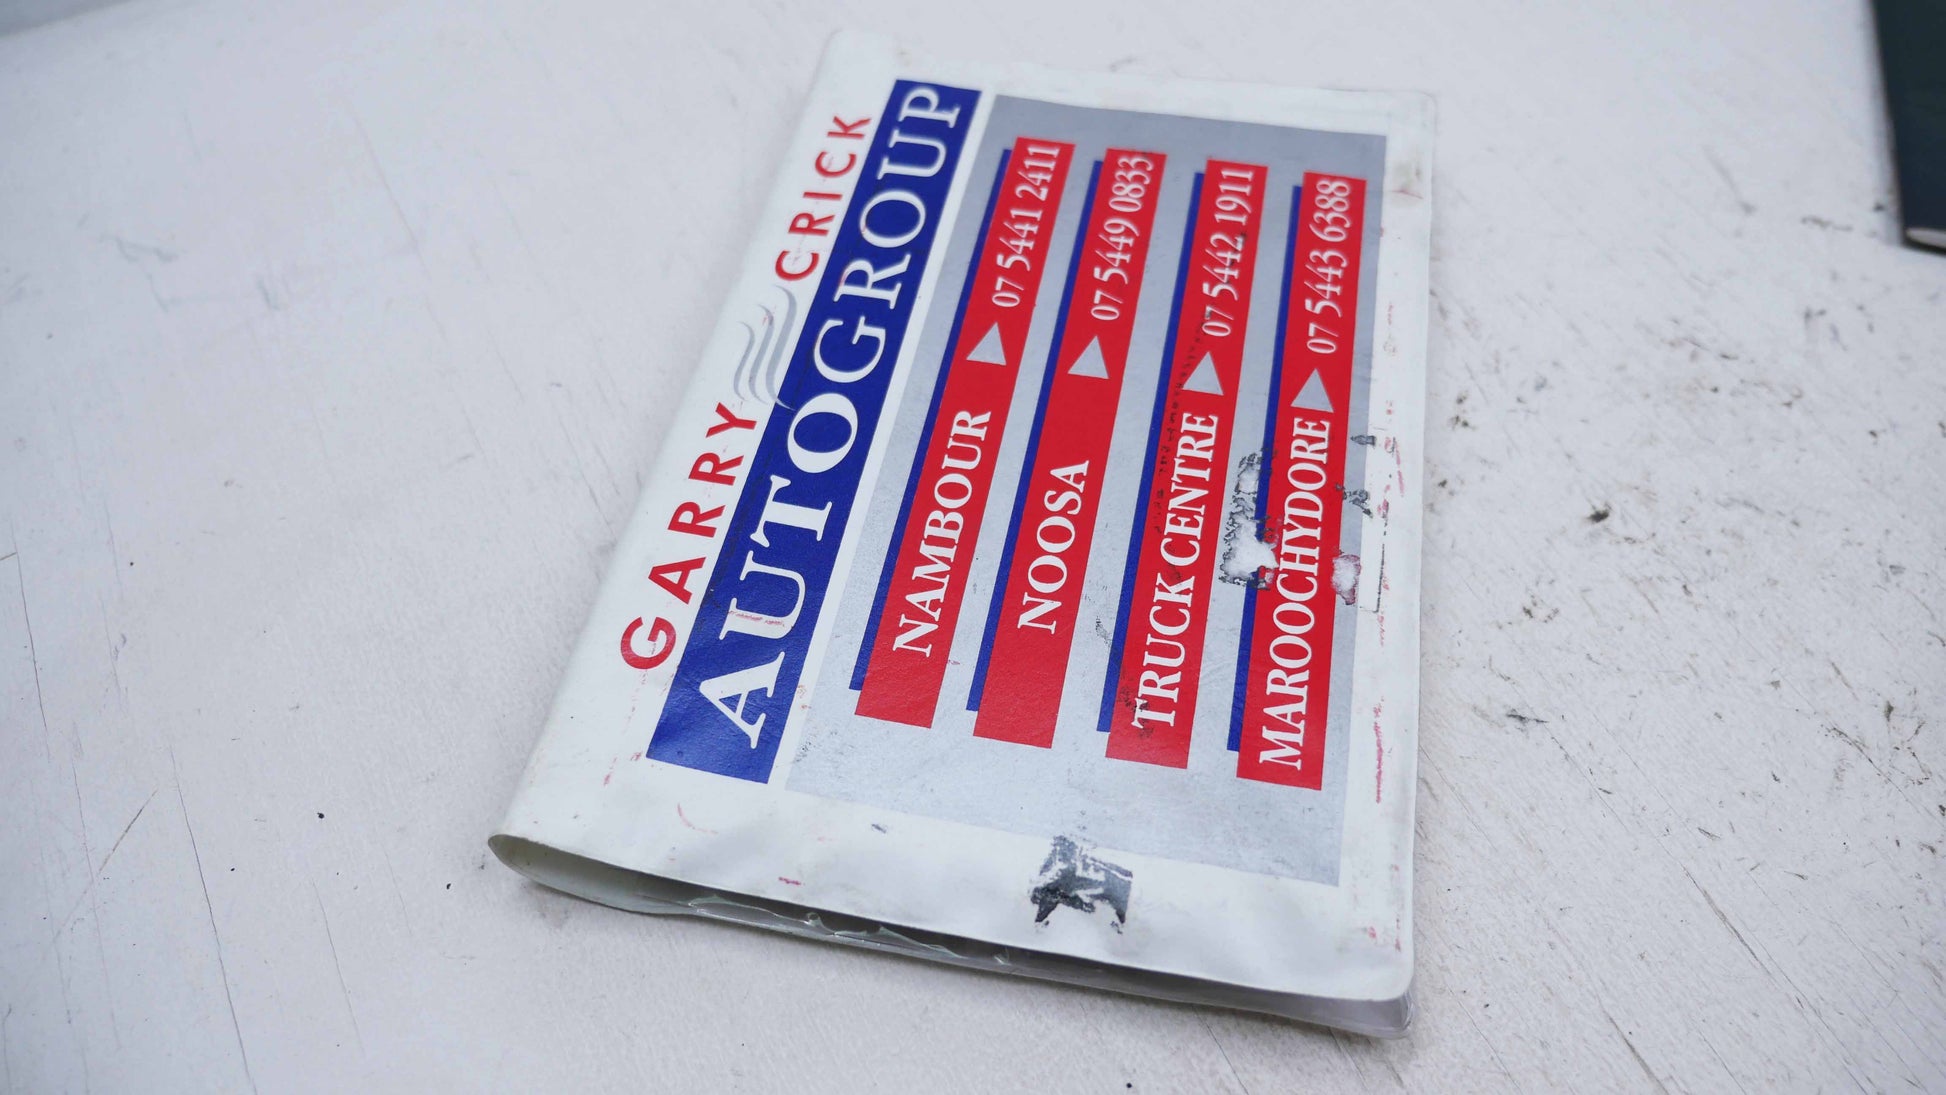 GARRY CRICK
AUTOGROUP
NAMBOUR 07 5441 2411
NOOSA 07 5449 0833
TRUCK CENTRE 07 5442 1911
MAROOCHYDORE 07 5443 6388